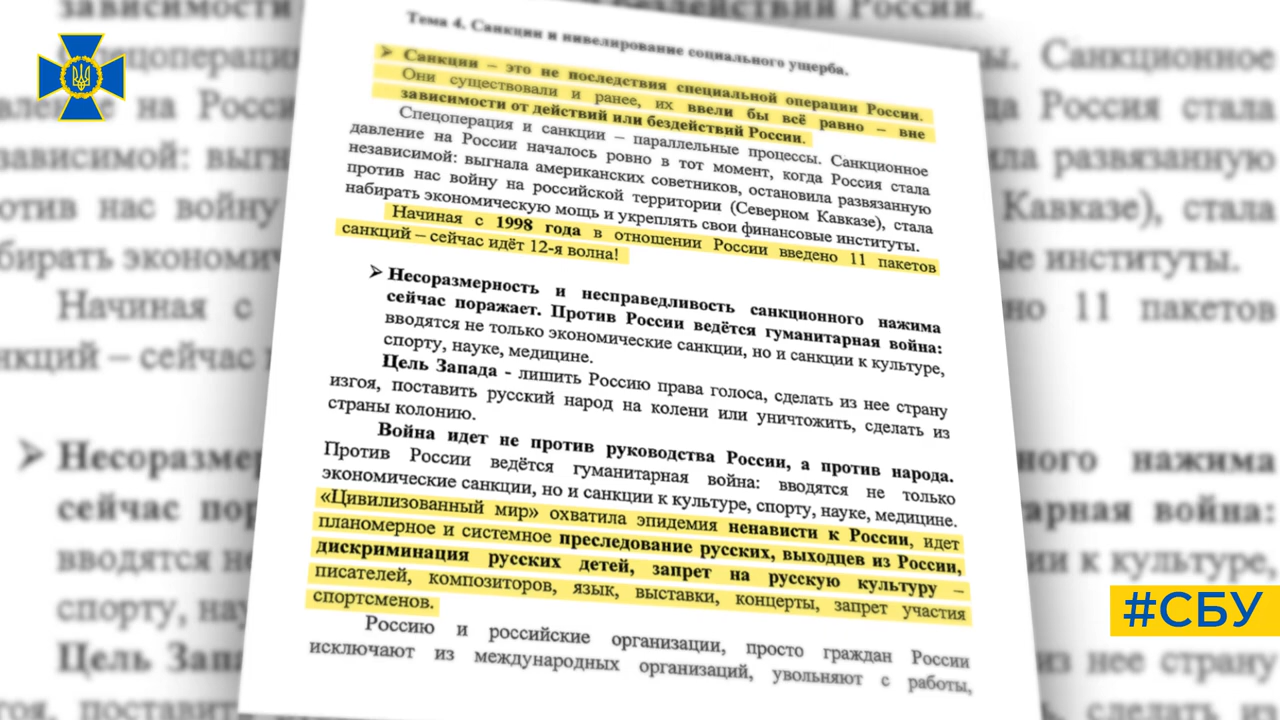 Тема 4. Санкции и нивелирование социального ущерба.
➤ Санкции – это не последствия специальной операции России.
Они существовали и ранее, их ввели бы всё равно – вне
зависимости от действий или бездействий России.
Спецоперация и санкции – параллельные процессы. Санкционное
давление на России началось ровно в тот момент, когда Россия стала
независимой: выгнала американских советников, остановила развязанную
против нас войну на российской территории (Северном Кавказе), стала
набирать экономическую мощь и укреплять свои финансовые институты.
Начиная с 1998 года в отношении России введено 11 пакетов
санкций – сейчас идёт 12-я волна!
➤ Несоразмерность и несправедливость санкционного нажима
сейчас поражает. Против России ведётся гуманитарная война:
вводятся не только экономические санкции, но и санкции к культуре,
спорту, науке, медицине.
Цель Запада - лишить Россию права голоса, сделать из нее страну
изгоя, поставить русский народ на колени или уничтожить, сделать из
страны колонию.
Война идет не против руководства России, а против народа.
Против России ведётся гуманитарная война: вводятся не только
экономические санкции, но и санкции к культуре, спорту, науке, медицине.
«Цивилизованный мир» охватила эпидемия ненависти к России, идет
планомерное и системное преследование русских, выходцев из России,
дискриминация русских детей, запрет на русскую культуру –
писателей, композиторов, язык, выставки, концерты, запрет участия
спортсменов.
Россию и российские организации, просто граждан России
исключают из международных организаций, увольняют с работы,
#СБУ